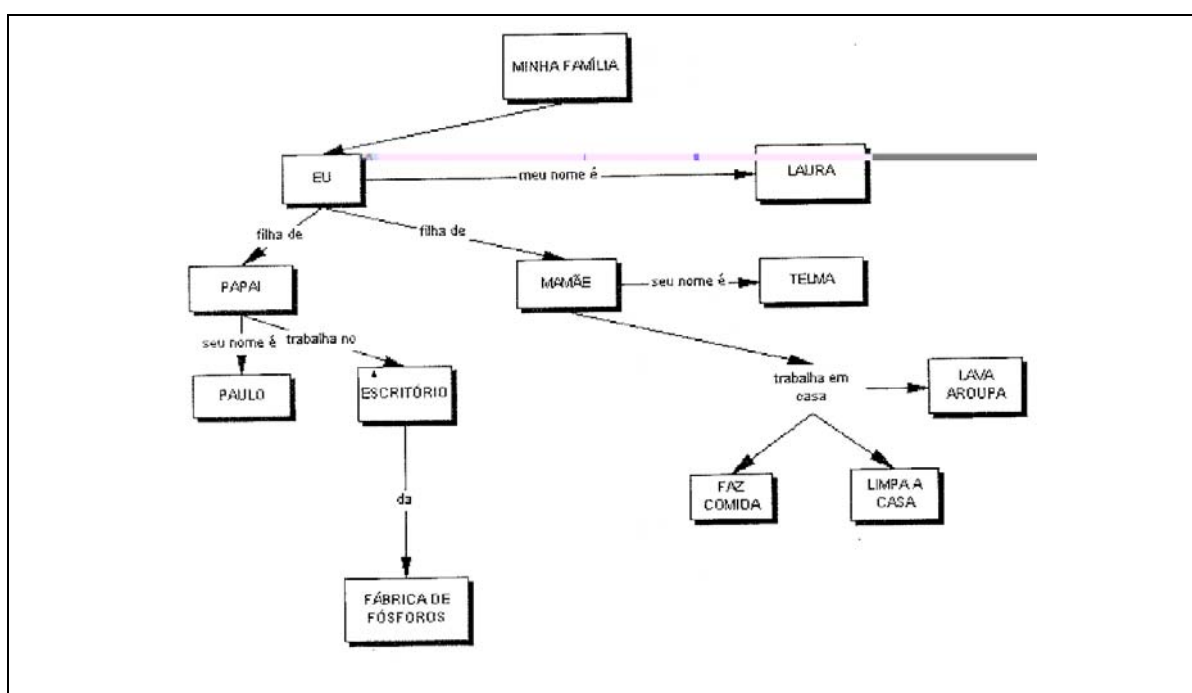 MINHA FAMÍLIA
EU
meu nome é
LAURA
filha de
filha de
PAPAI
MAMÃE
seu nome é
TELMA
seu nome é
trabalha no
PAULO
ESCRITÓRIO
trabalha em
casa
LAVA
AROUPA
FAZ
COMIDA
LIMPA A
CASA
da
FÁBRICA DE
FÓSFOROS